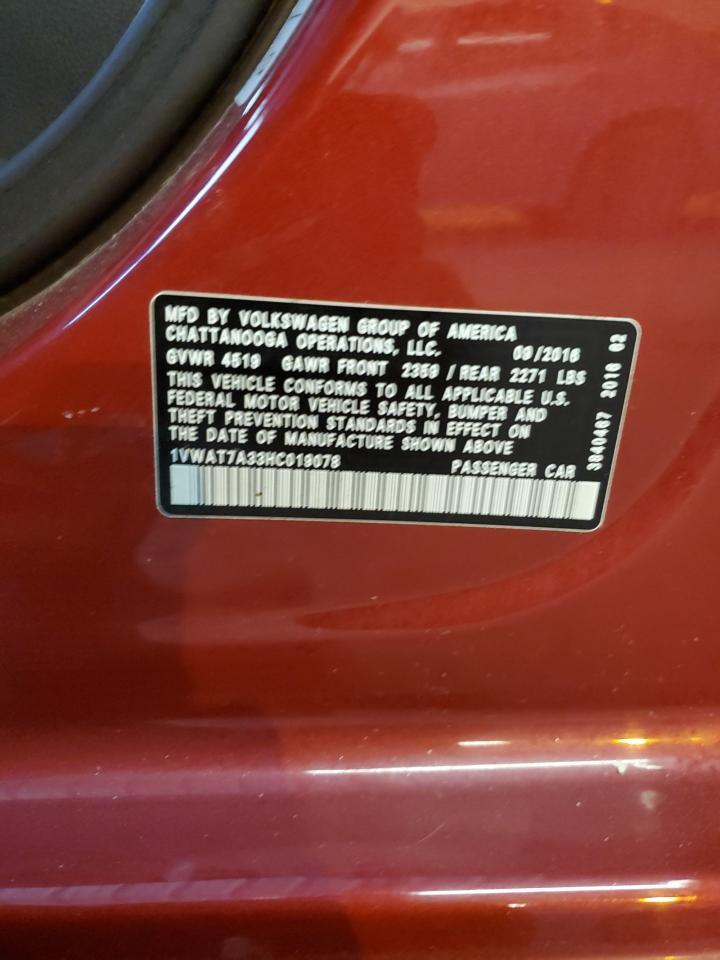 MFD BY VOLKSWAGEN GROUP OF AMERICA
CHATTANOOGA OPERATIONS, LLC. 09/2016
GVWR 4519 GAWR FRONT 2359 / REAR 2271 LBS
THIS VEHICLE CONFORMS TO ALL APPLICABLE U.S.
FEDERAL MOTOR VEHICLE SAFETY, BUMPER AND
THEFT PREVENTION STANDARDS IN EFFECT ON
THE DATE OF MANUFACTURE SHOWN ABOVE
1VWAT7A33HC019079 PASSENGER CAR
3840467 2016 02